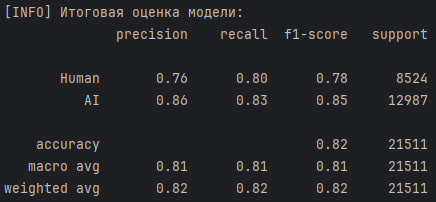 [INFO] Итоговая оценка модели:
precision recall f1-score support
Human 0.76 0.80 0.78 8524
AI 0.86 0.83 0.85 12987
accuracy 0.82 21511
macro avg 0.81 0.81 0.81 21511
weighted avg 0.82 0.82 0.82 21511